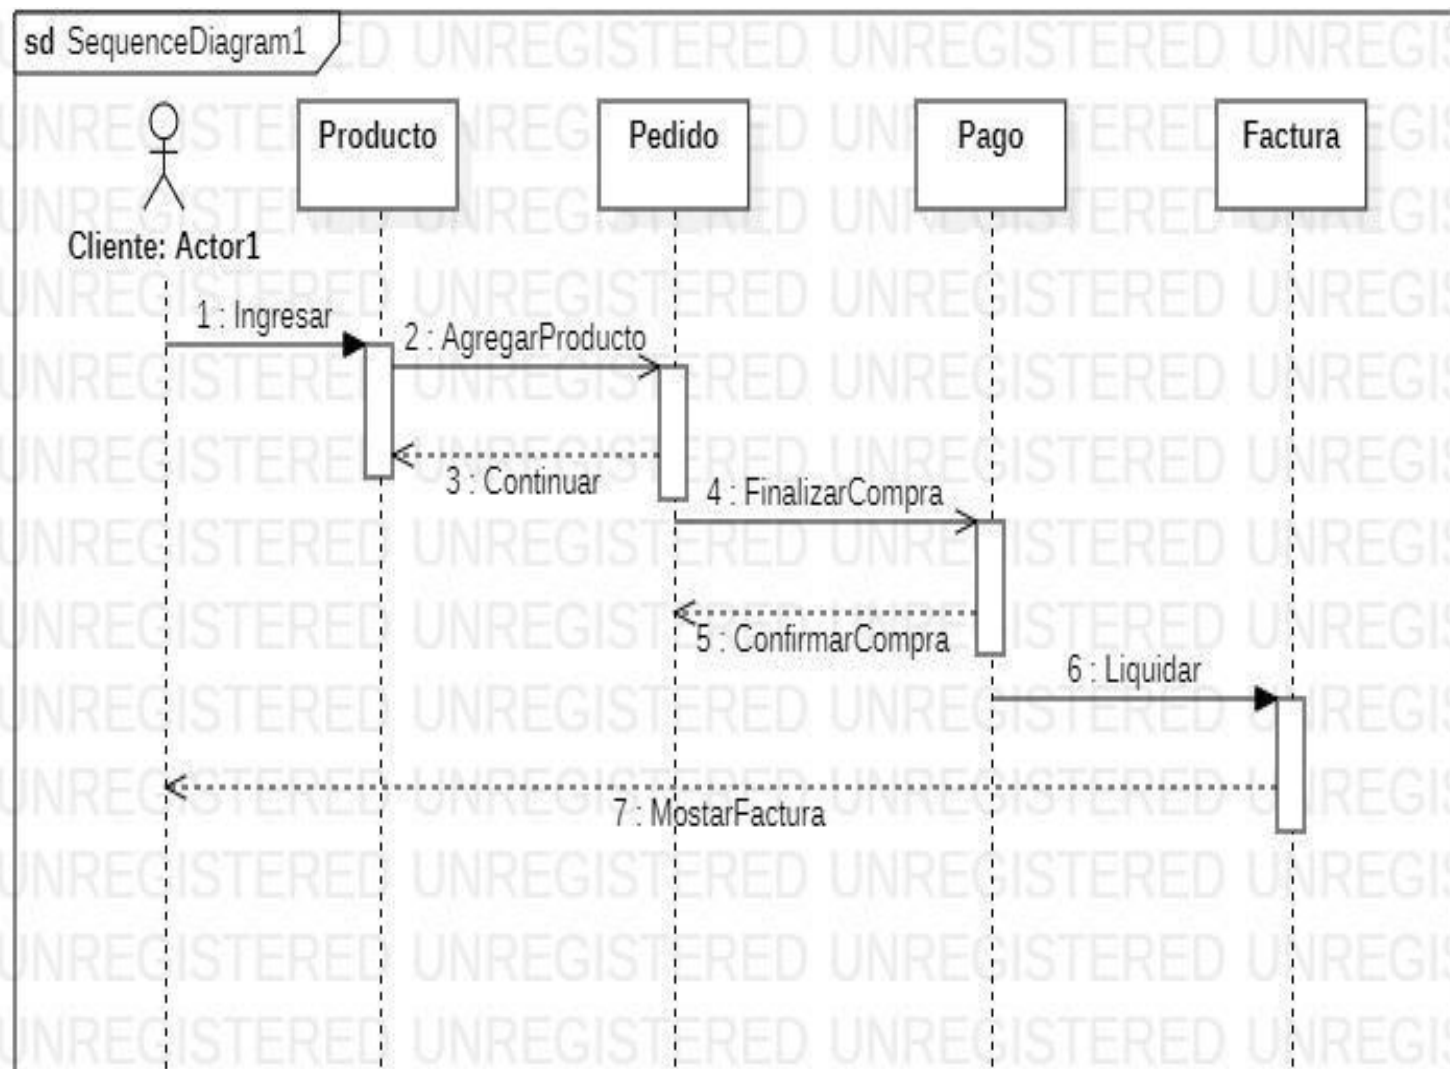 sd SequenceDiagram1
Producto
Pedido
Pago
Factura
Cliente: Actor1
1 : Ingresar
2 : AgregarProducto
3 : Continuar
4 : FinalizarCompra
5 : ConfirmarCompra
6 : Liquidar
7 : MostarFactura
UNREGISTERED